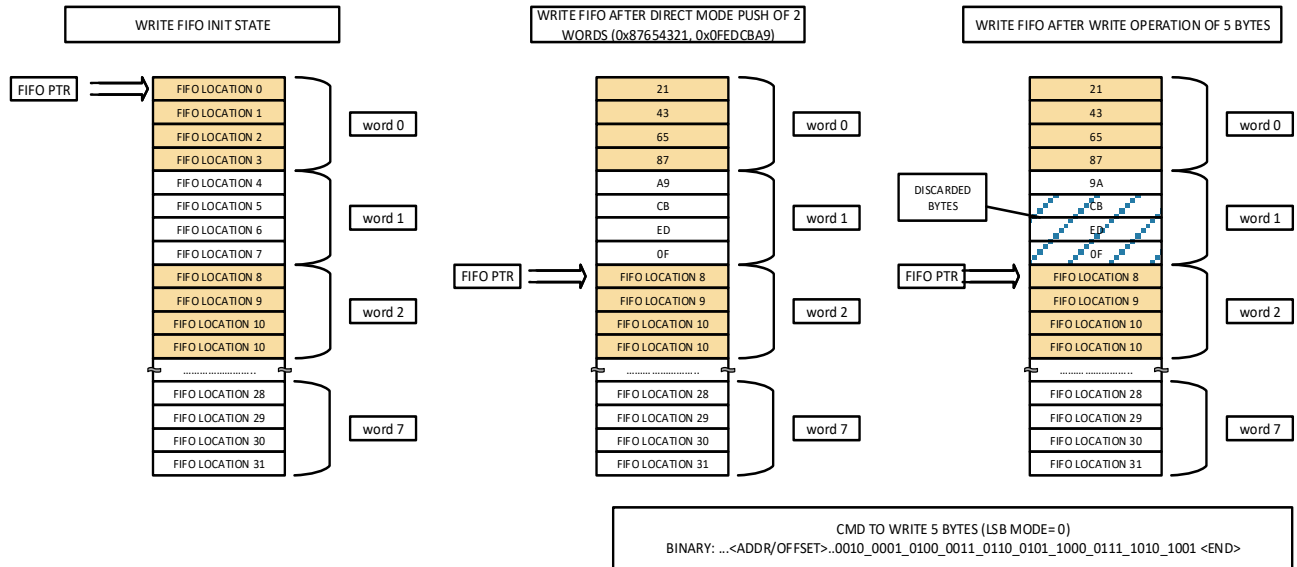 WRITE FIFO INIT STATE
WRITE FIFO AFTER DIRECT MODE PUSH OF 2
WORDS (0x87654321, 0x0FEDCBA9)
WRITE FIFO AFTER WRITE OPERATION OF 5 BYTES
FIFO PTR
FIFO LOCATION 0
FIFO LOCATION 1
FIFO LOCATION 2
FIFO LOCATION 3
FIFO LOCATION 4
FIFO LOCATION 5
FIFO LOCATION 6
FIFO LOCATION 7
FIFO LOCATION 8
FIFO LOCATION 9
FIFO LOCATION 10
FIFO LOCATION 10
...........................
FIFO LOCATION 28
FIFO LOCATION 29
FIFO LOCATION 30
FIFO LOCATION 31
word 0
word 1
word 2
word 7
FIFO PTR
21
43
65
87
A9
CB
ED
0F
FIFO LOCATION 8
FIFO LOCATION 9
FIFO LOCATION 10
FIFO LOCATION 10
...........................
FIFO LOCATION 28
FIFO LOCATION 29
FIFO LOCATION 30
FIFO LOCATION 31
word 0
word 1
word 2
word 7
DISCARDED
BYTES
FIFO PTR
21
43
65
87
9A
CB
ED
0F
FIFO LOCATION 8
FIFO LOCATION 9
FIFO LOCATION 10
FIFO LOCATION 10
...........................
FIFO LOCATION 28
FIFO LOCATION 29
FIFO LOCATION 30
FIFO LOCATION 31
word 0
word 1
word 2
word 7
CMD TO WRITE 5 BYTES (LSB MODE= 0)
BINARY: ...<ADDR/OFFSET>..0010_0001_0100_0011_0110_0101_1000_0111_1010_1001 <END>